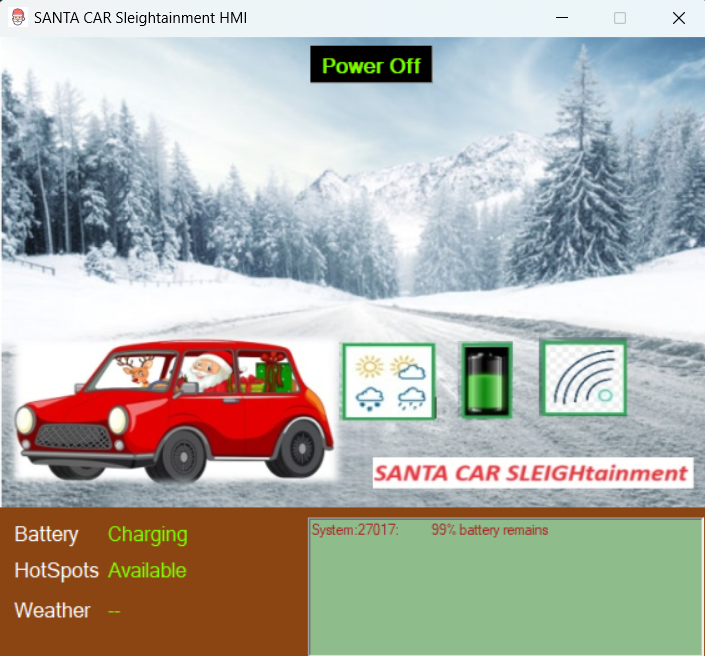 SANTA CAR Sleightainment HMI
Power Off
SANTA CAR SLEIGHtainment
Battery Charging
HotSpots Available
Weather --
System:27017: 99% battery remains